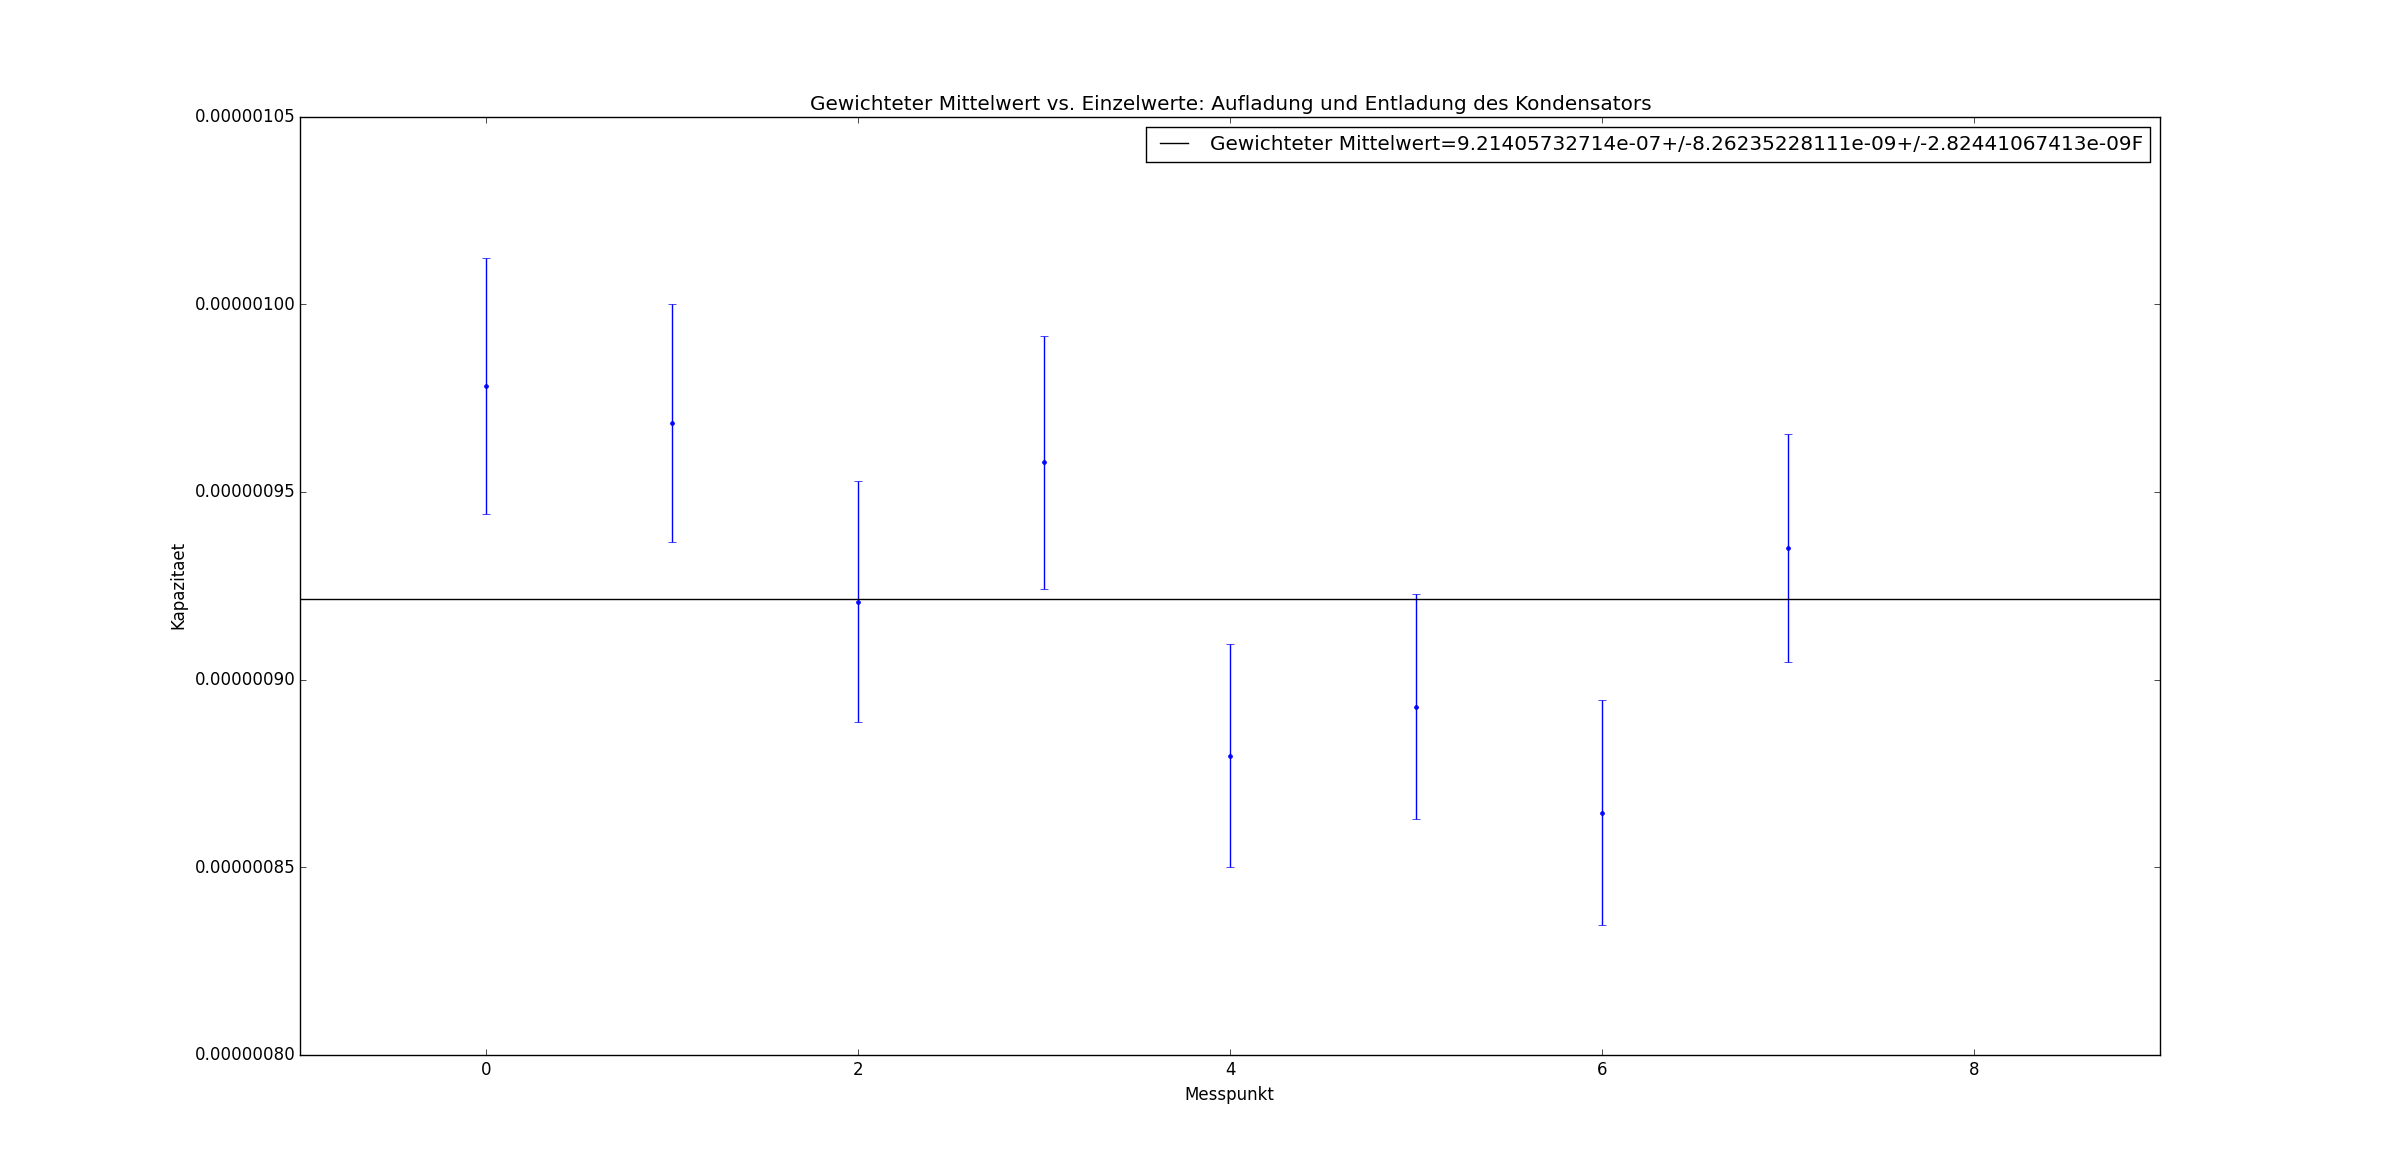 Gewichteter Mittelwert vs. Einzelwerte: Aufladung und Entladung des Kondensators
0.00000105
Gewichteter Mittelwert=9.21405732714e-07+/-8.26235228111e-09+/-2.82441067413e-09F
0.00000100
0.00000095
Kapazitaet
0.00000090
0.00000085
0.00000080
0 2 4 6 8
Messpunkt